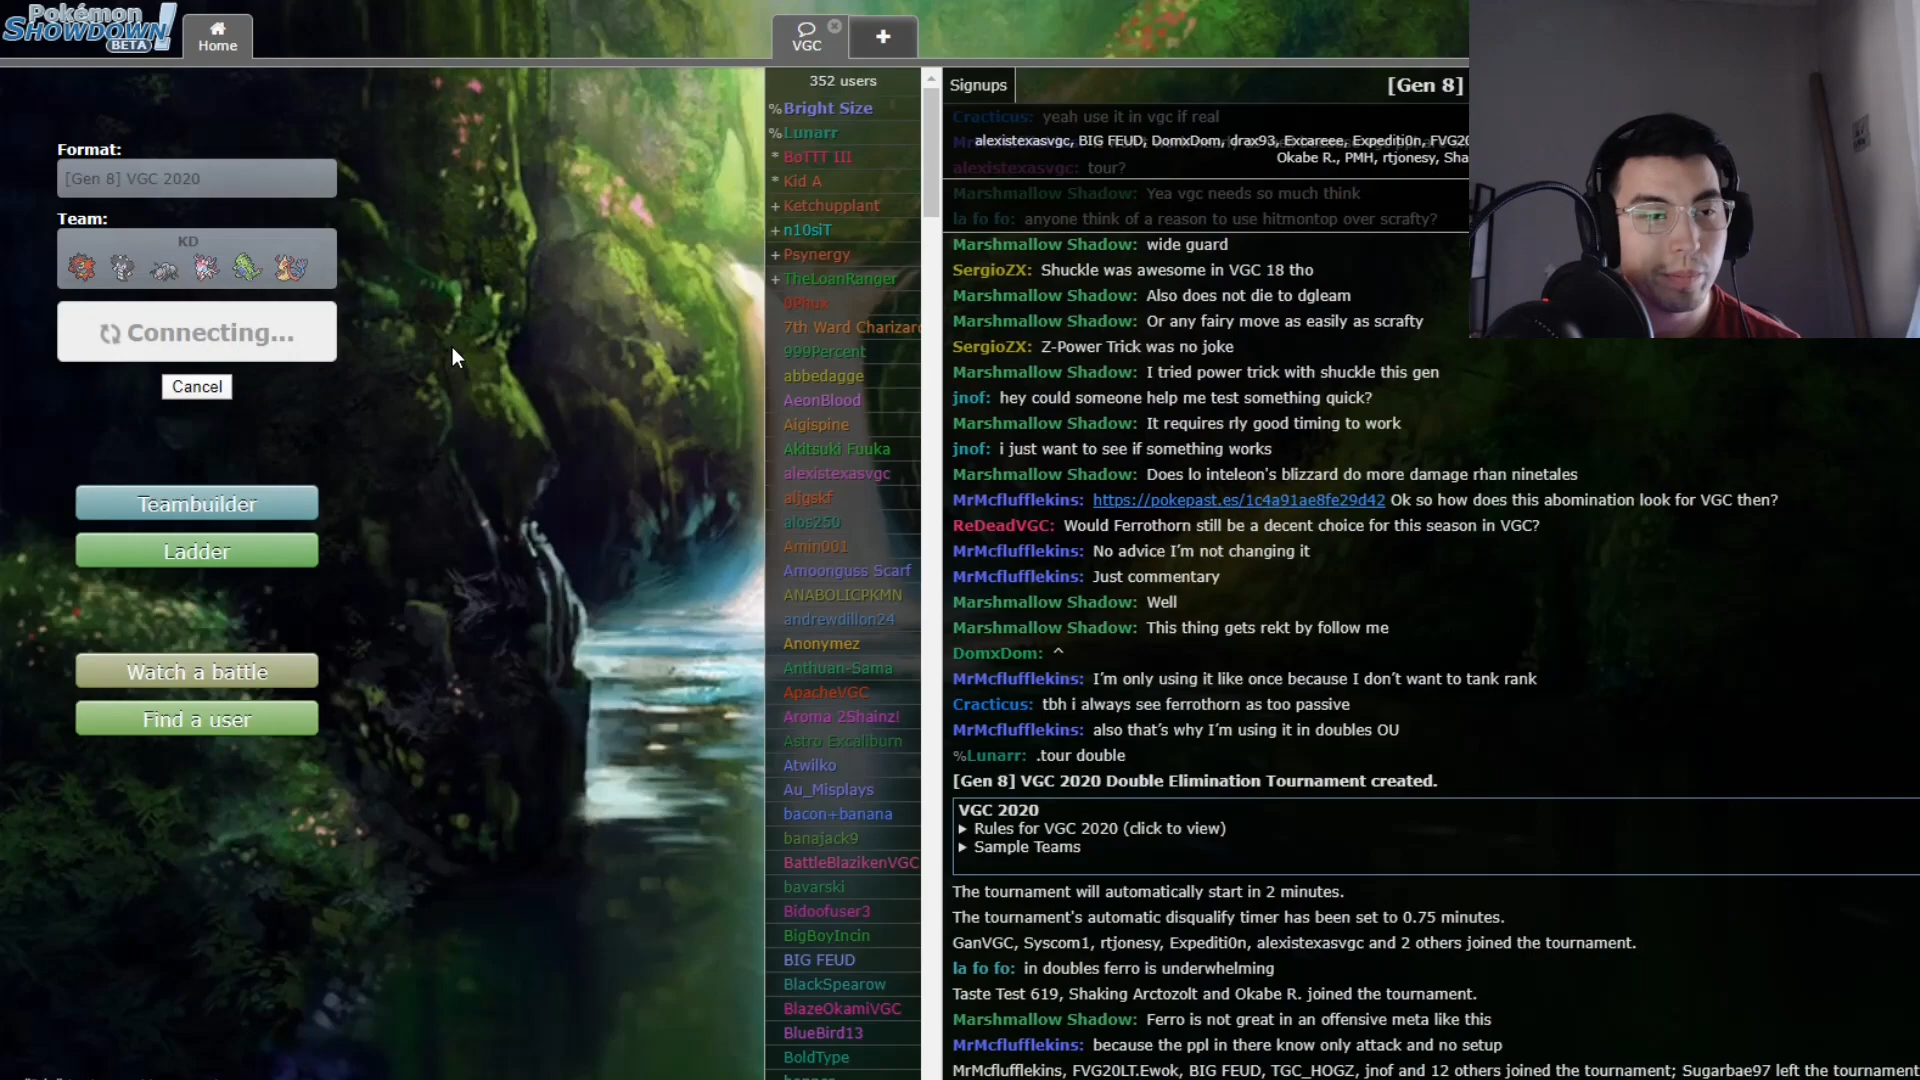 Pokémon
SHOWDOWN!
BETA
Home
VGC
Format:
[Gen 8] VGC 2020
Team:
KD
Connecting...
Cancel
Teambuilder
Ladder
Watch a battle
Find a user
352 users
%Bright Size
%Lunarr
* BoTTT III
* Kid A
+ Ketchupplant
+ n10siT
+ Psynergy
+ TheLoanRanger
0Phux
7th Ward Charizard
999Percent
abbedagge
AeonBlood
Aigispine
Akitsuki Fuuka
alexistexasvgc
aljgskf
alos250
Amin001
Amoonguss Scarf
ANABOLICPKMN
andrewdillon24
Anonymez
Anthuan-Sama
ApacheVGC
Aroma 2Shainz!
Astro Excaliburn
Atwilko
Au_Misplays
bacon+banana
banajack9
BattleBlazikenVGC
bavarski
Bidoofuser3
BigBoyIncin
BIG FEUD
BlackSpearow
BlazeOkamiVGC
BlueBird13
BoldType
Signups
[Gen 8]
Cracticus: yeah use it in vgc if real
alexistexasvgc, BIG FEUD, DomxDom, drax93, Excareee, Expediti0n, FVG20
Okabe R., PMH, rtjonesy, Sha
alexistexasvgc: tour?
Marshmallow Shadow: Yea vgc needs so much think
la fo fo: anyone think of a reason to use hitmontop over scrafty?
Marshmallow Shadow: wide guard
SergioZX: Shuckle was awesome in VGC 18 tho
Marshmallow Shadow: Also does not die to dgleam
Marshmallow Shadow: Or any fairy move as easily as scrafty
SergioZX: Z-Power Trick was no joke
Marshmallow Shadow: I tried power trick with shuckle this gen
jnof: hey could someone help me test something quick?
Marshmallow Shadow: It requires rly good timing to work
jnof: i just want to see if something works
Marshmallow Shadow: Does lo inteleon's blizzard do more damage rhan ninetales
MrMcflufflekins: https://pokepast.es/1c4a91ae8fe29d42 Ok so how does this abomination look for VGC then?
ReDeadVGC: Would Ferrothorn still be a decent choice for this season in VGC?
MrMcflufflekins: No advice I'm not changing it
MrMcflufflekins: Just commentary
Marshmallow Shadow: Well
Marshmallow Shadow: This thing gets rekt by follow me
DomxDom: ^
MrMcflufflekins: I'm only using it like once because I don't want to tank rank
Cracticus: tbh i always see ferrothorn as too passive
MrMcflufflekins: also that's why I'm using it in doubles OU
%Lunarr: .tour double
[Gen 8] VGC 2020 Double Elimination Tournament created.
VGC 2020
▶ Rules for VGC 2020 (click to view)
▶ Sample Teams
The tournament will automatically start in 2 minutes.
The tournament's automatic disqualify timer has been set to 0.75 minutes.
GanVGC, Syscom1, rtjonesy, Expediti0n, alexistexasvgc and 2 others joined the tournament.
la fo fo: in doubles ferro is underwhelming
Taste Test 619, Shaking Arctozolt and Okabe R. joined the tournament.
Marshmallow Shadow: Ferro is not great in an offensive meta like this
MrMcflufflekins: because the ppl in there know only attack and no setup
MrMcflufflekins, FVG20LT.Ewok, BIG FEUD, TGC_HOGZ, jnof and 12 others joined the tournament; Sugarbae97 left the tournament